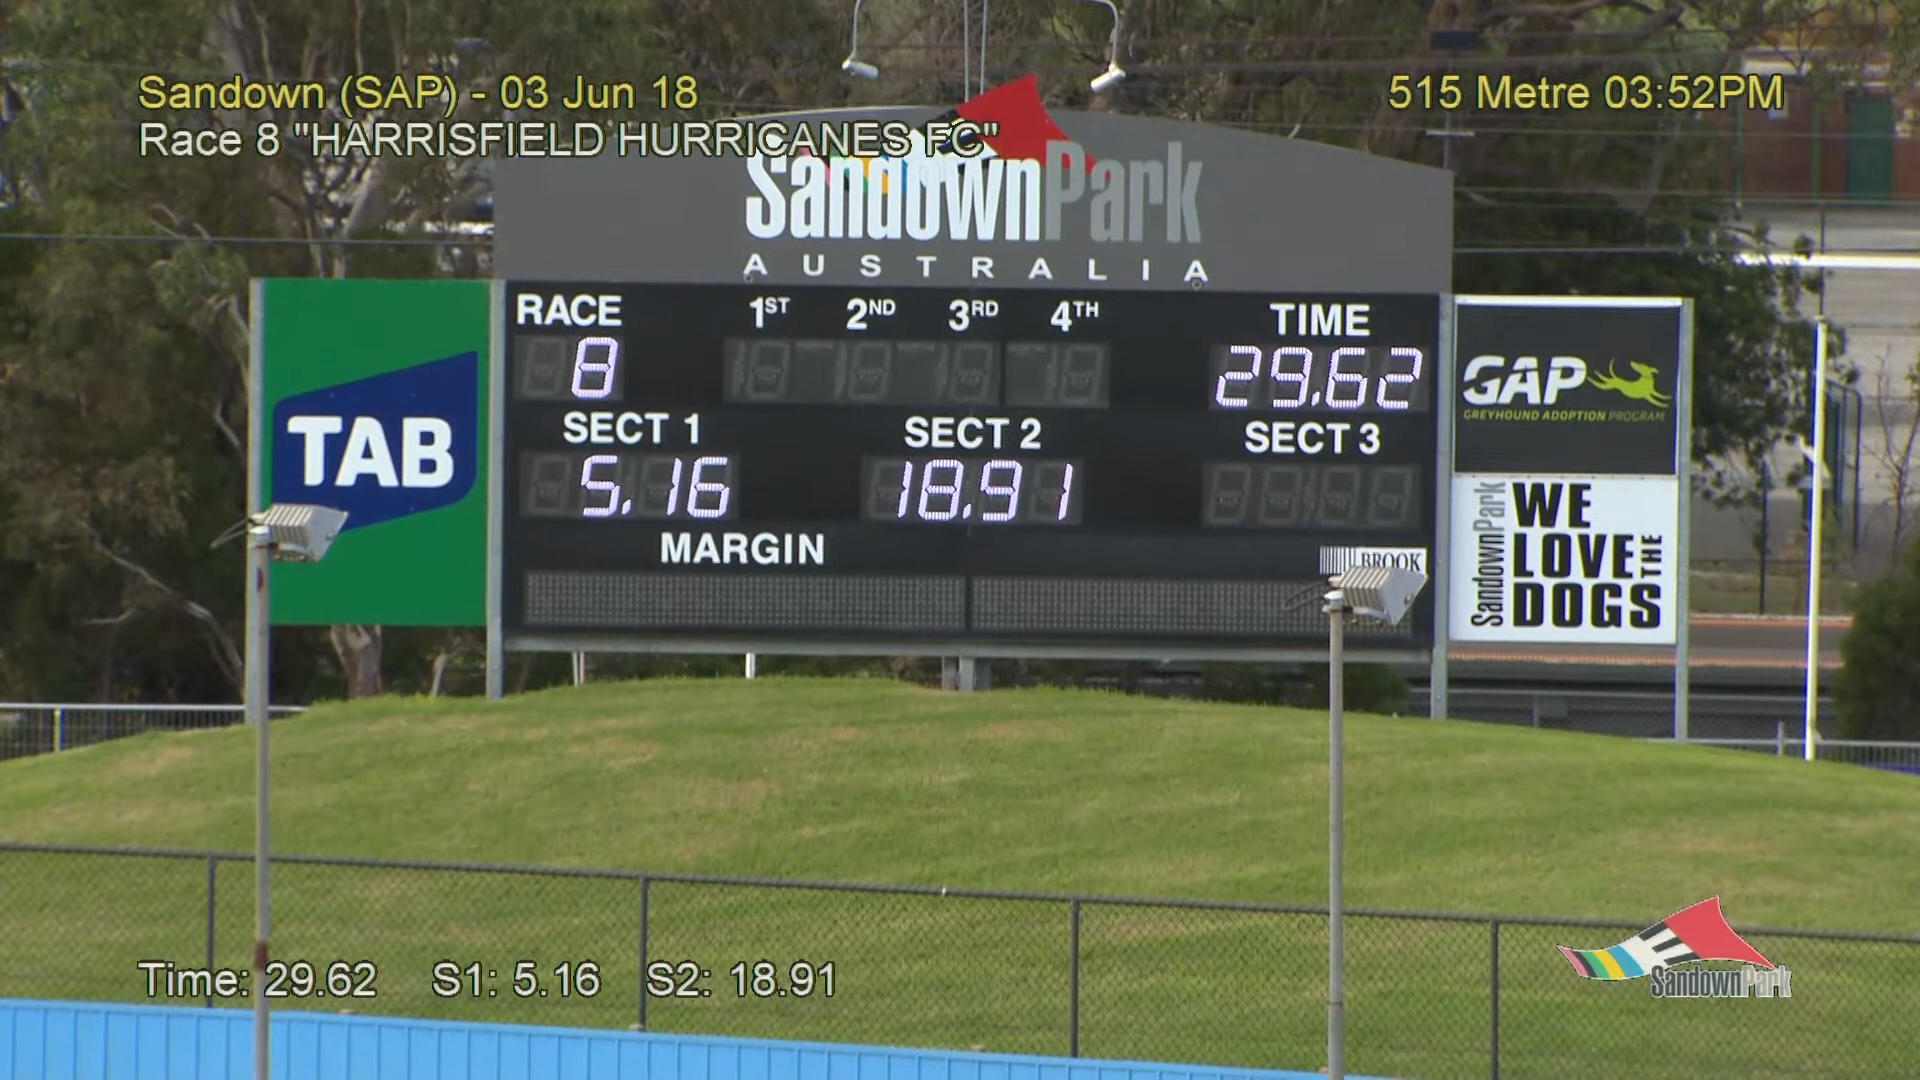 Sandown (SAP) - 03 Jun 18
515 Metre 03:52PM
Race 8 "HARRISFIELD HURRICANES FC"
SandownPark
AUSTRALIA
RACE 1ST 2ND 3RD 4TH TIME
8 29.62
SECT 1 SECT 2 SECT 3
5.16 18.91
MARGIN
BROOK
TAB
GAP
GREYHOUND ADOPTION PROGRAM
SandownPark
WE
LOVE THE
DOGS
Time: 29.62 S1: 5.16 S2: 18.91
SandownPark